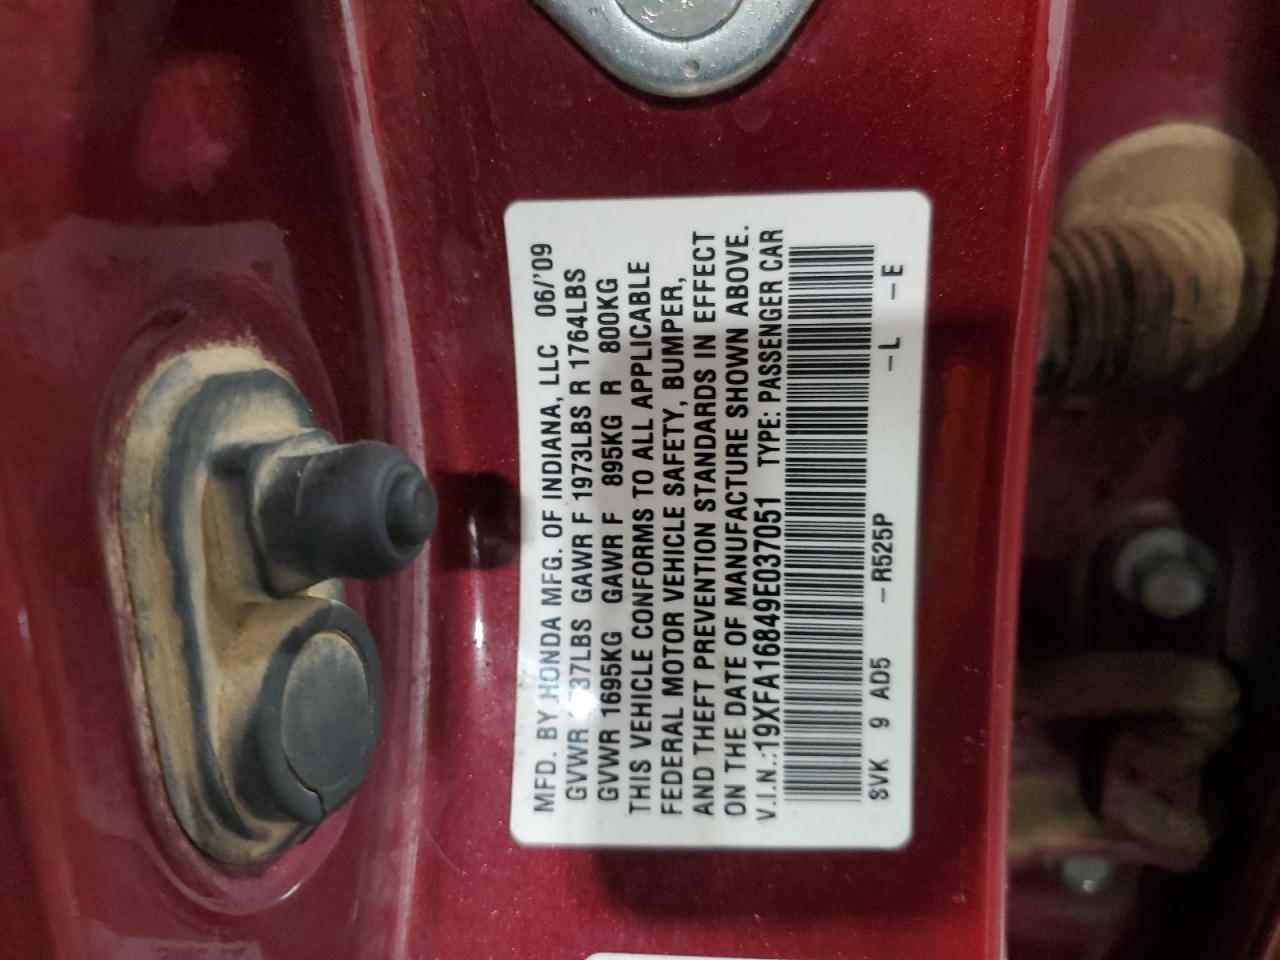 MFD. BY HONDA MFG. OF INDIANA, LLC 06/'09
GVWR LBS GAWR F 1973LBS R 1764LBS
GVWR 1695KG GAWR F 895KG R 800KG
THIS VEHICLE CONFORMS TO ALL APPLICABLE
FEDERAL MOTOR VEHICLE SAFETY, BUMPER,
AND THEFT PREVENTION STANDARDS IN EFFECT
ON THE DATE OF MANUFACTURE SHOWN ABOVE.
V.I.N.:19XFA16849E037051 TYPE: PASSENGER CAR
SVK 9 AD5 -R525P -L -E